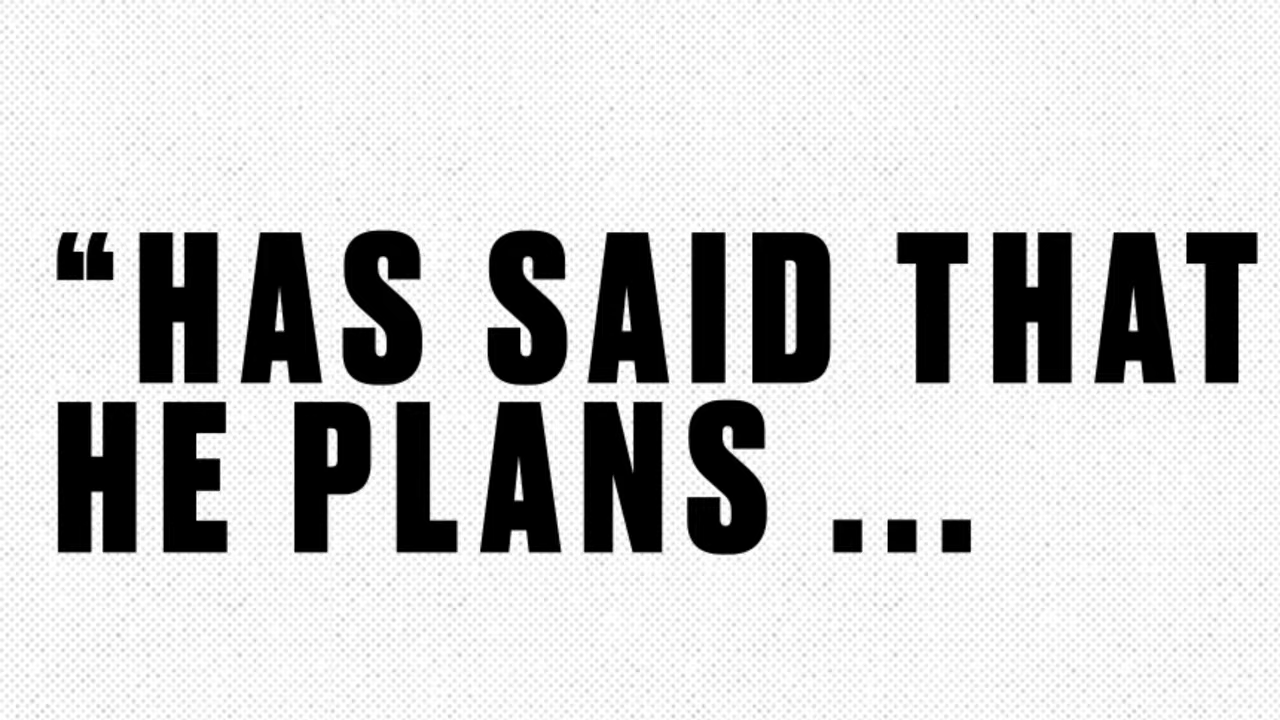 “HAS SAID THAT
HE PLANS ...